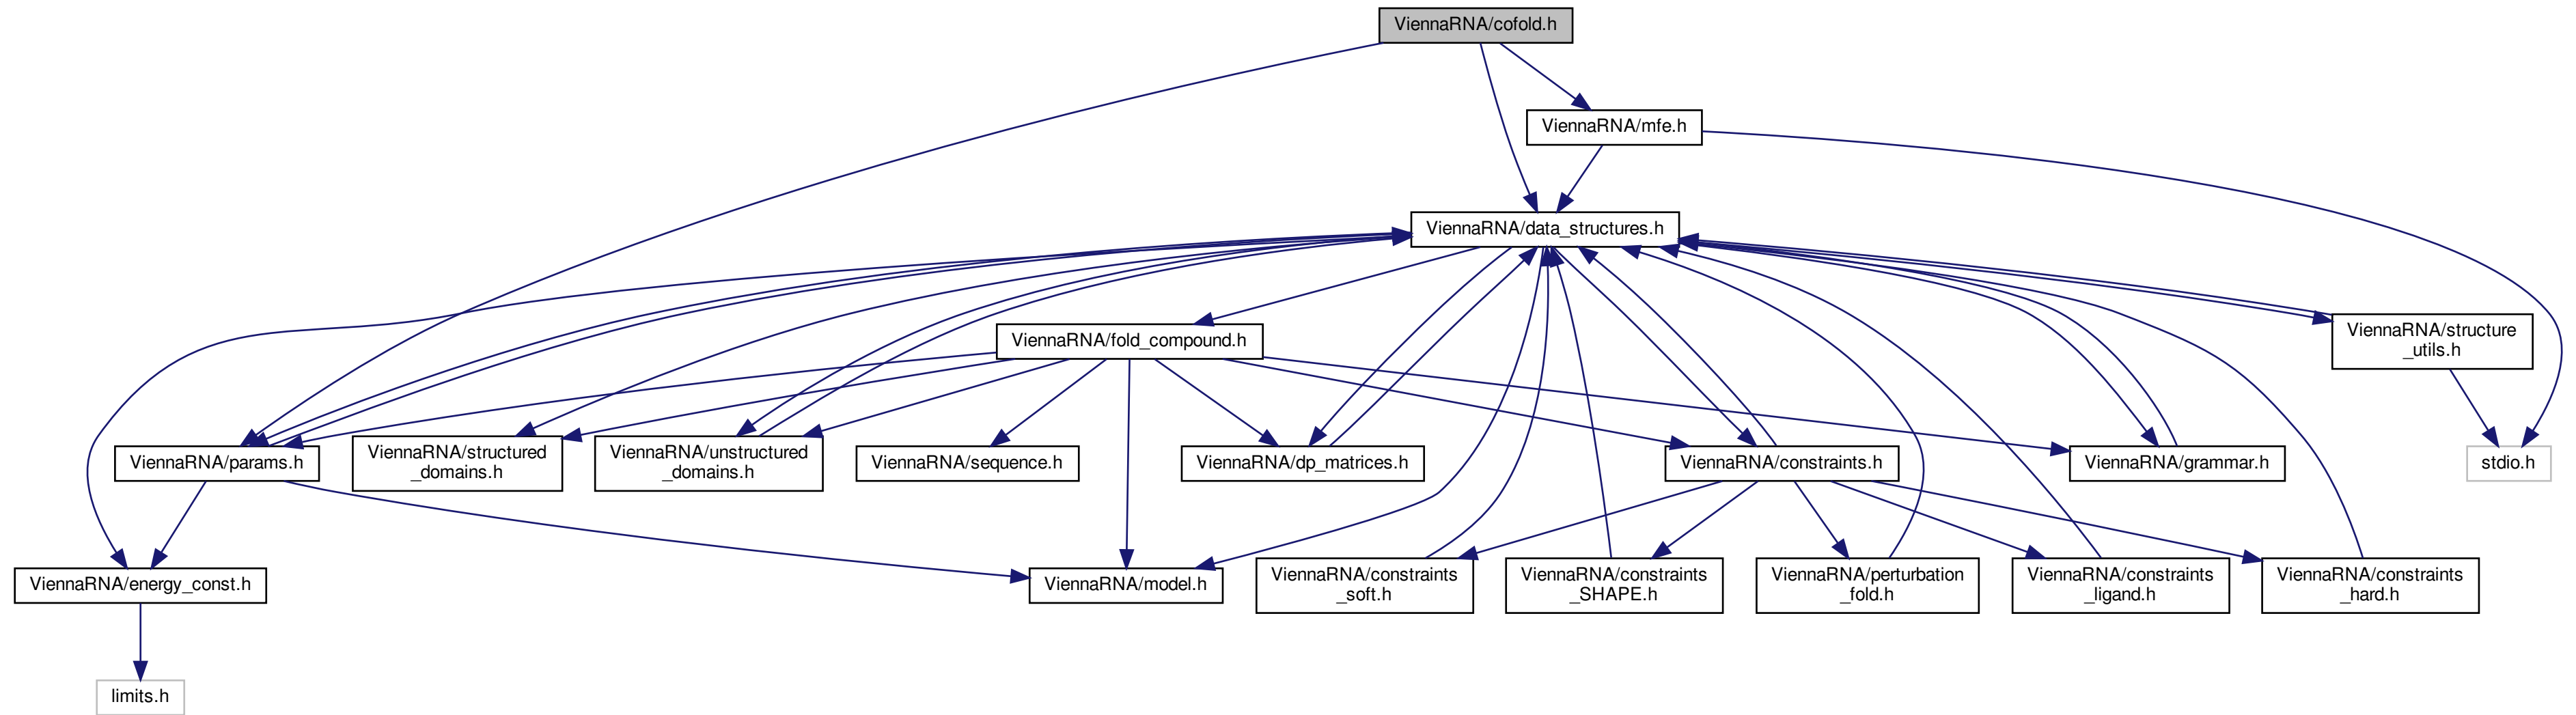 ViennaRNA/cofold.h
ViennaRNA/mfe.h
ViennaRNA/data_structures.h
ViennaRNA/fold_compound.h
ViennaRNA/structure
_utils.h
ViennaRNA/params.h
ViennaRNA/structured
_domains.h
ViennaRNA/unstructured
_domains.h
ViennaRNA/sequence.h
ViennaRNA/dp_matrices.h
ViennaRNA/constraints.h
ViennaRNA/grammar.h
stdio.h
ViennaRNA/energy_const.h
ViennaRNA/model.h
ViennaRNA/constraints
_soft.h
ViennaRNA/constraints
_SHAPE.h
ViennaRNA/perturbation
_fold.h
ViennaRNA/constraints
_ligand.h
ViennaRNA/constraints
_hard.h
limits.h